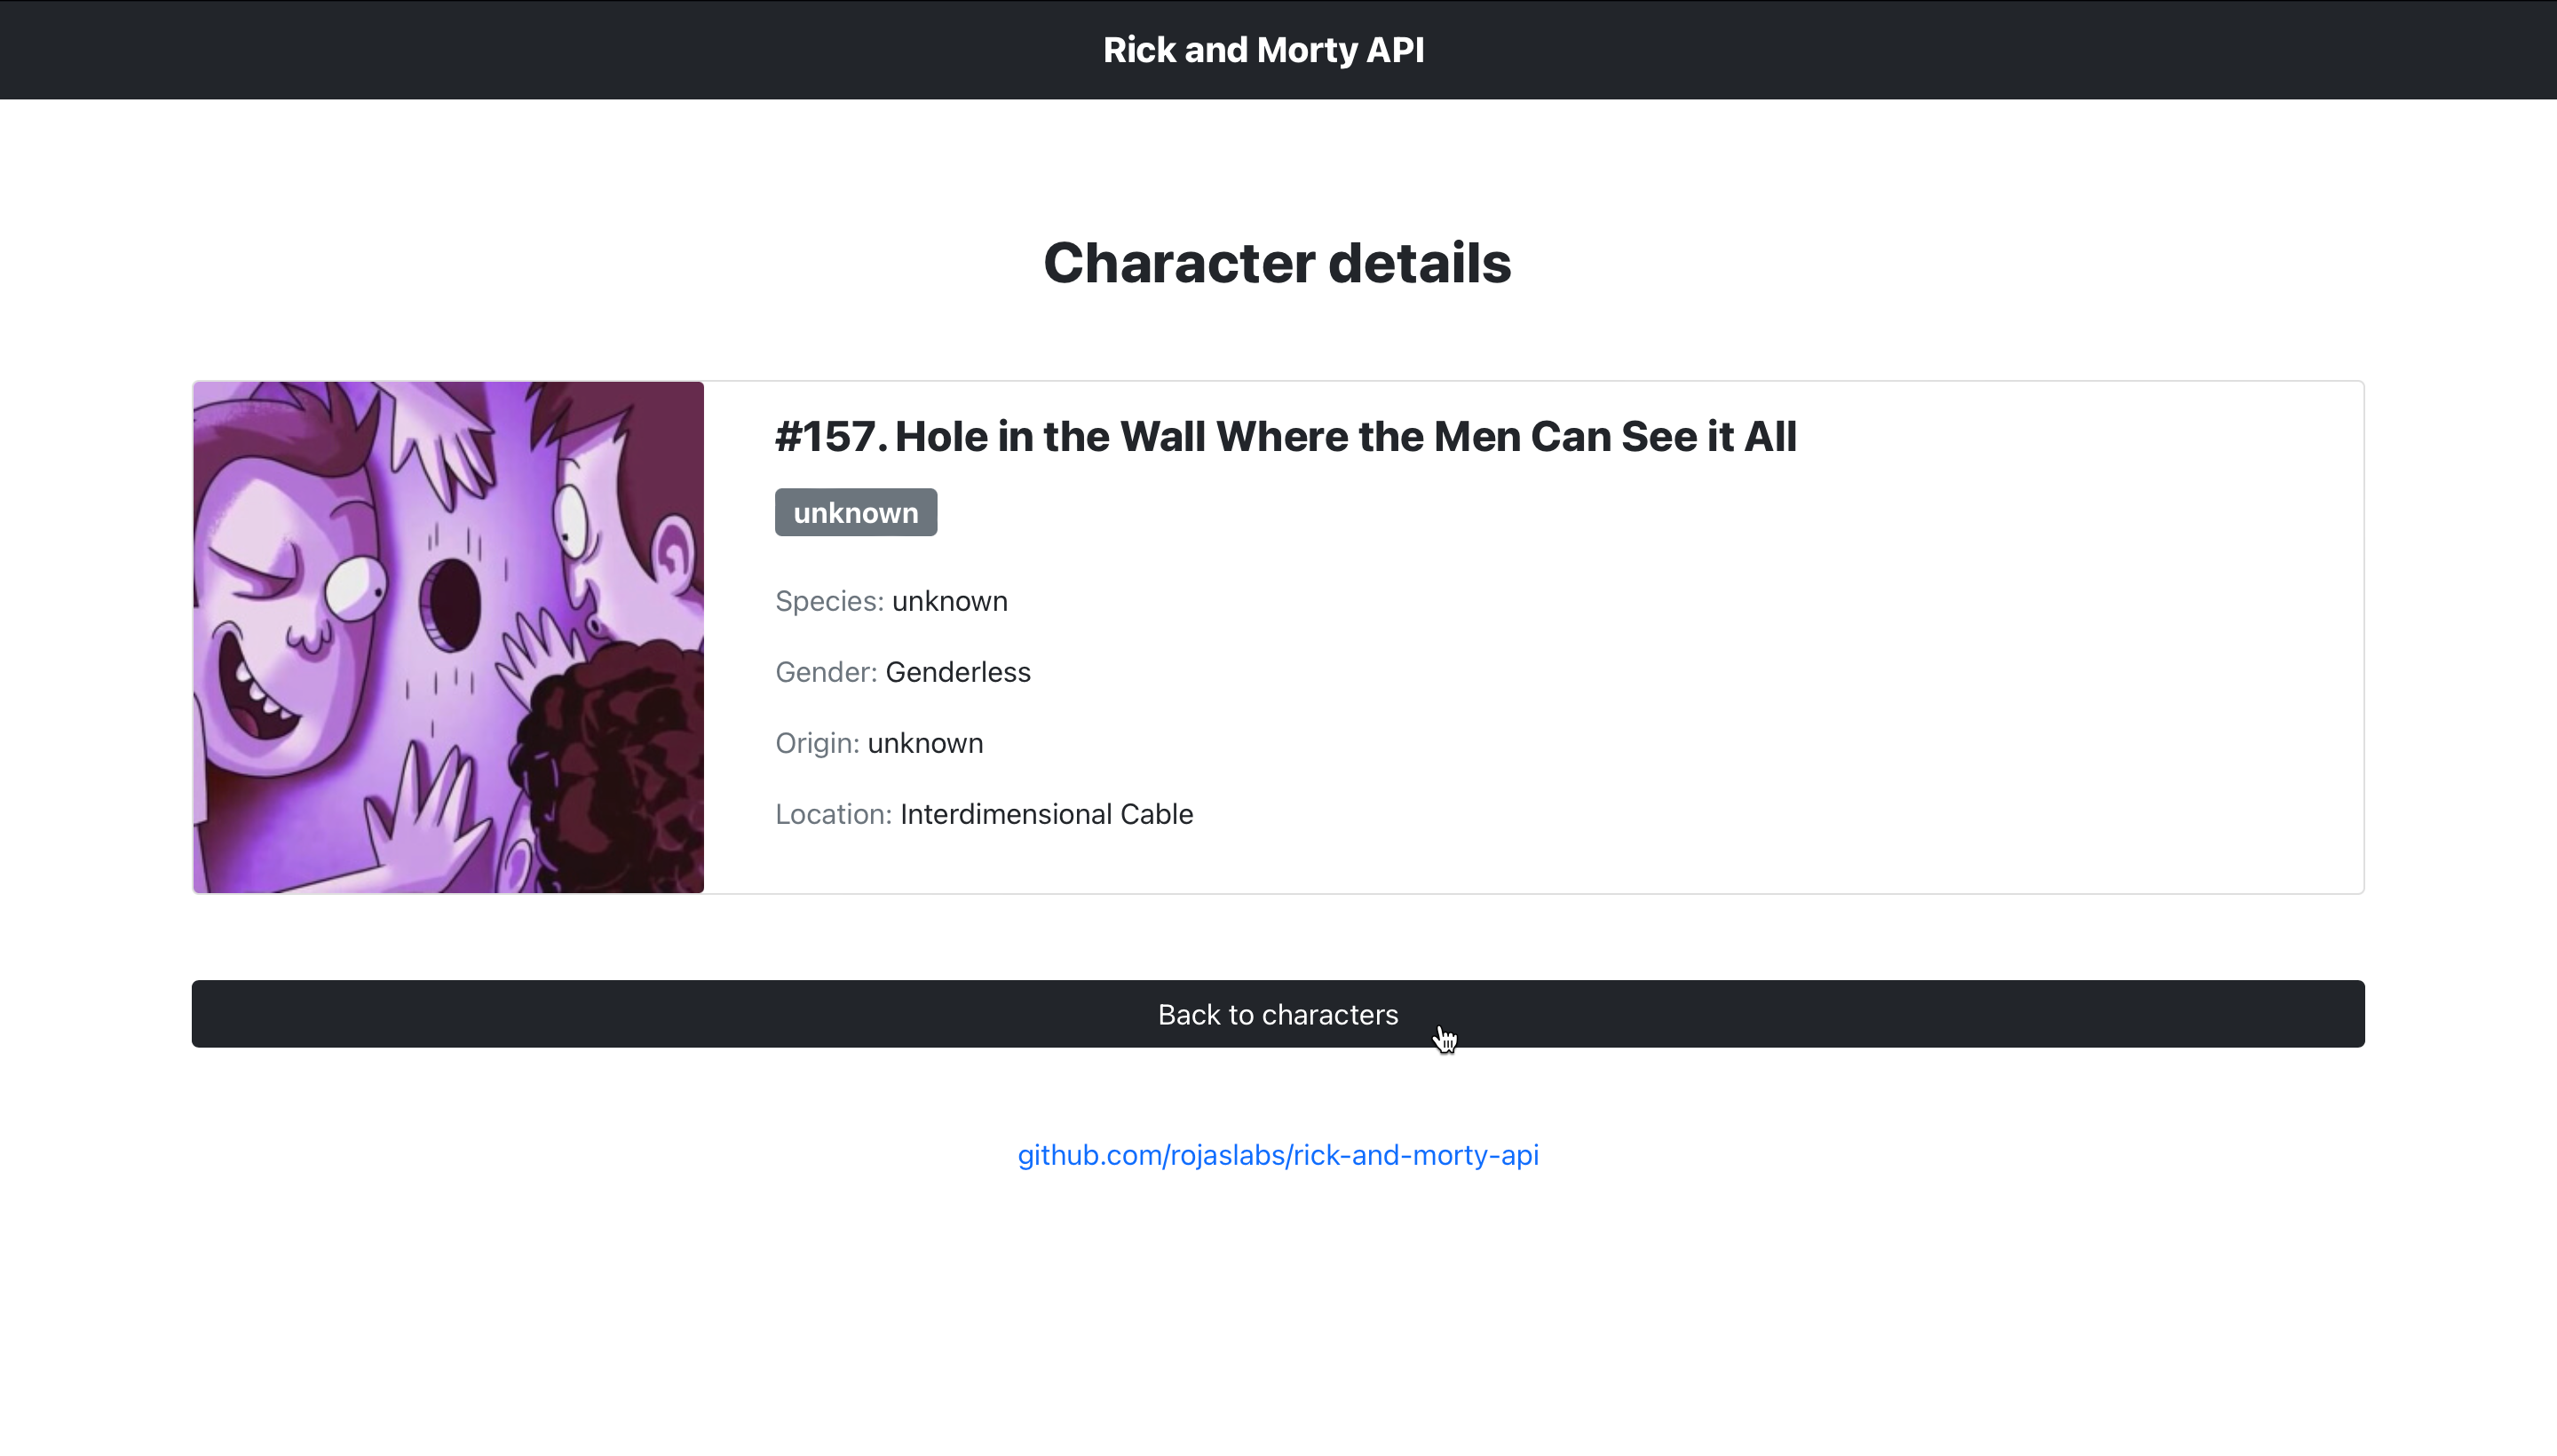 Rick and Morty API
Character details
#157. Hole in the Wall Where the Men Can See it All
unknown
Species: unknown
Gender: Genderless
Origin: unknown
Location: Interdimensional Cable
Back to characters
github.com/rojaslabs/rick-and-morty-api